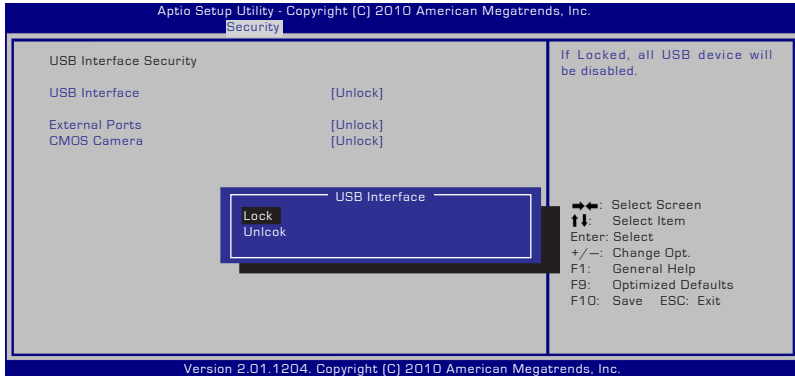 Aptio Setup Utility - Copyright (C) 2010 American Megatrends, Inc.
Security
USB Interface Security
USB Interface [Unlock]
External Ports [Unlock]
CMOS Camera [Unlock]
USB Interface
Lock
Unlcok
If Locked, all USB device will
be disabled.
→←: Select Screen
↑↓: Select Item
Enter: Select
+/—: Change Opt.
F1: General Help
F9: Optimized Defaults
F10: Save ESC: Exit
Version 2.01.1204. Copyright (C) 2010 American Megatrends, Inc.